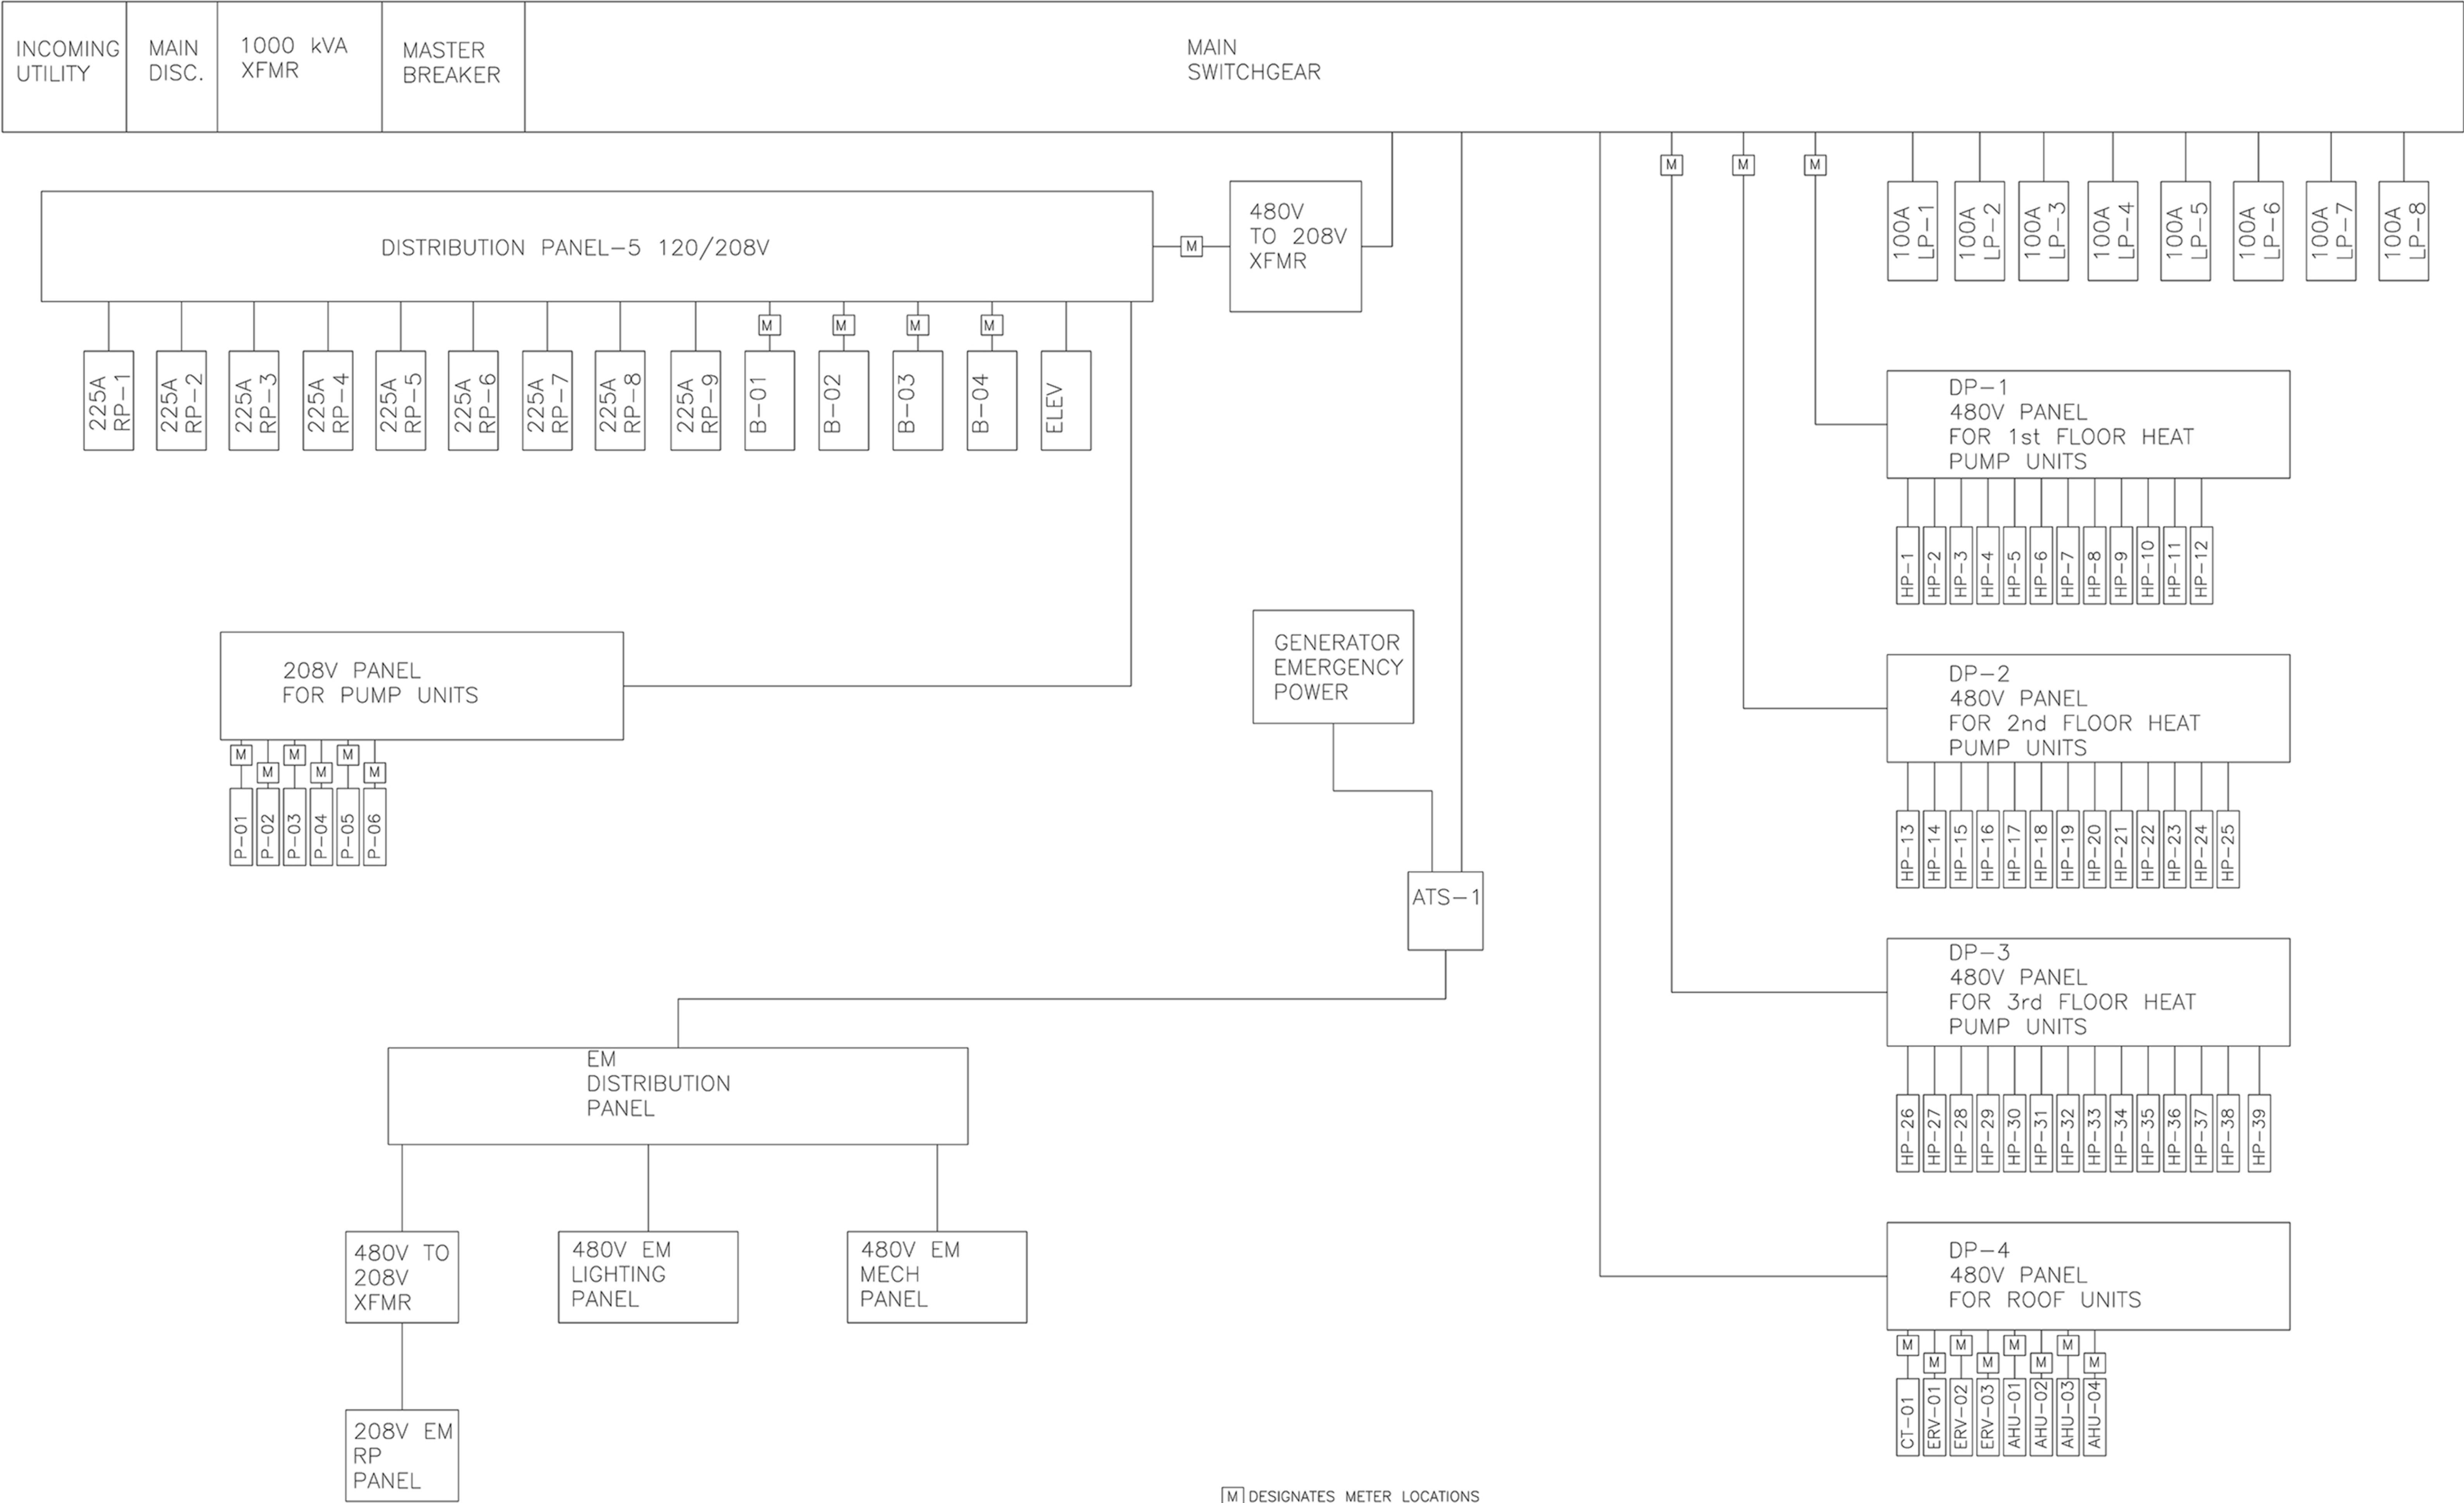 INCOMING
UTILITY
MAIN
DISC.
1000 kVA
XFMR
MASTER
BREAKER
MAIN
SWITCHGEAR
M
M
M
100A
LP-1
100A
LP-2
100A
LP-3
100A
LP-4
100A
LP-5
100A
LP-6
100A
LP-7
100A
LP-8
DISTRIBUTION PANEL-5 120/208V
M
480V
TO 208V
XFMR
M
M
M
M
225A
RP-1
225A
RP-2
225A
RP-3
225A
RP-4
225A
RP-5
225A
RP-6
225A
RP-7
225A
RP-8
225A
RP-9
B-01
B-02
B-03
B-04
ELEV
DP-1
480V PANEL
FOR 1st FLOOR HEAT
PUMP UNITS
HP-1
HP-2
HP-3
HP-4
HP-5
HP-6
HP-7
HP-8
HP-9
HP-10
HP-11
HP-12
208V PANEL
FOR PUMP UNITS
M
M
M
M
M
M
P-01
P-02
P-03
P-04
P-05
P-06
GENERATOR
EMERGENCY
POWER
DP-2
480V PANEL
FOR 2nd FLOOR HEAT
PUMP UNITS
HP-13
HP-14
HP-15
HP-16
HP-17
HP-18
HP-19
HP-20
HP-21
HP-22
HP-23
HP-24
HP-25
ATS-1
DP-3
480V PANEL
FOR 3rd FLOOR HEAT
PUMP UNITS
HP-26
HP-27
HP-28
HP-29
HP-30
HP-31
HP-32
HP-33
HP-34
HP-35
HP-36
HP-37
HP-38
HP-39
EM
DISTRIBUTION
PANEL
480V TO
208V
XFMR
480V EM
LIGHTING
PANEL
480V EM
MECH
PANEL
DP-4
480V PANEL
FOR ROOF UNITS
M
M
M
M
M
M
M
M
CT-01
ERV-01
ERV-02
ERV-03
AHU-01
AHU-02
AHU-03
AHU-04
208V EM
RP
PANEL
M DESIGNATES METER LOCATIONS